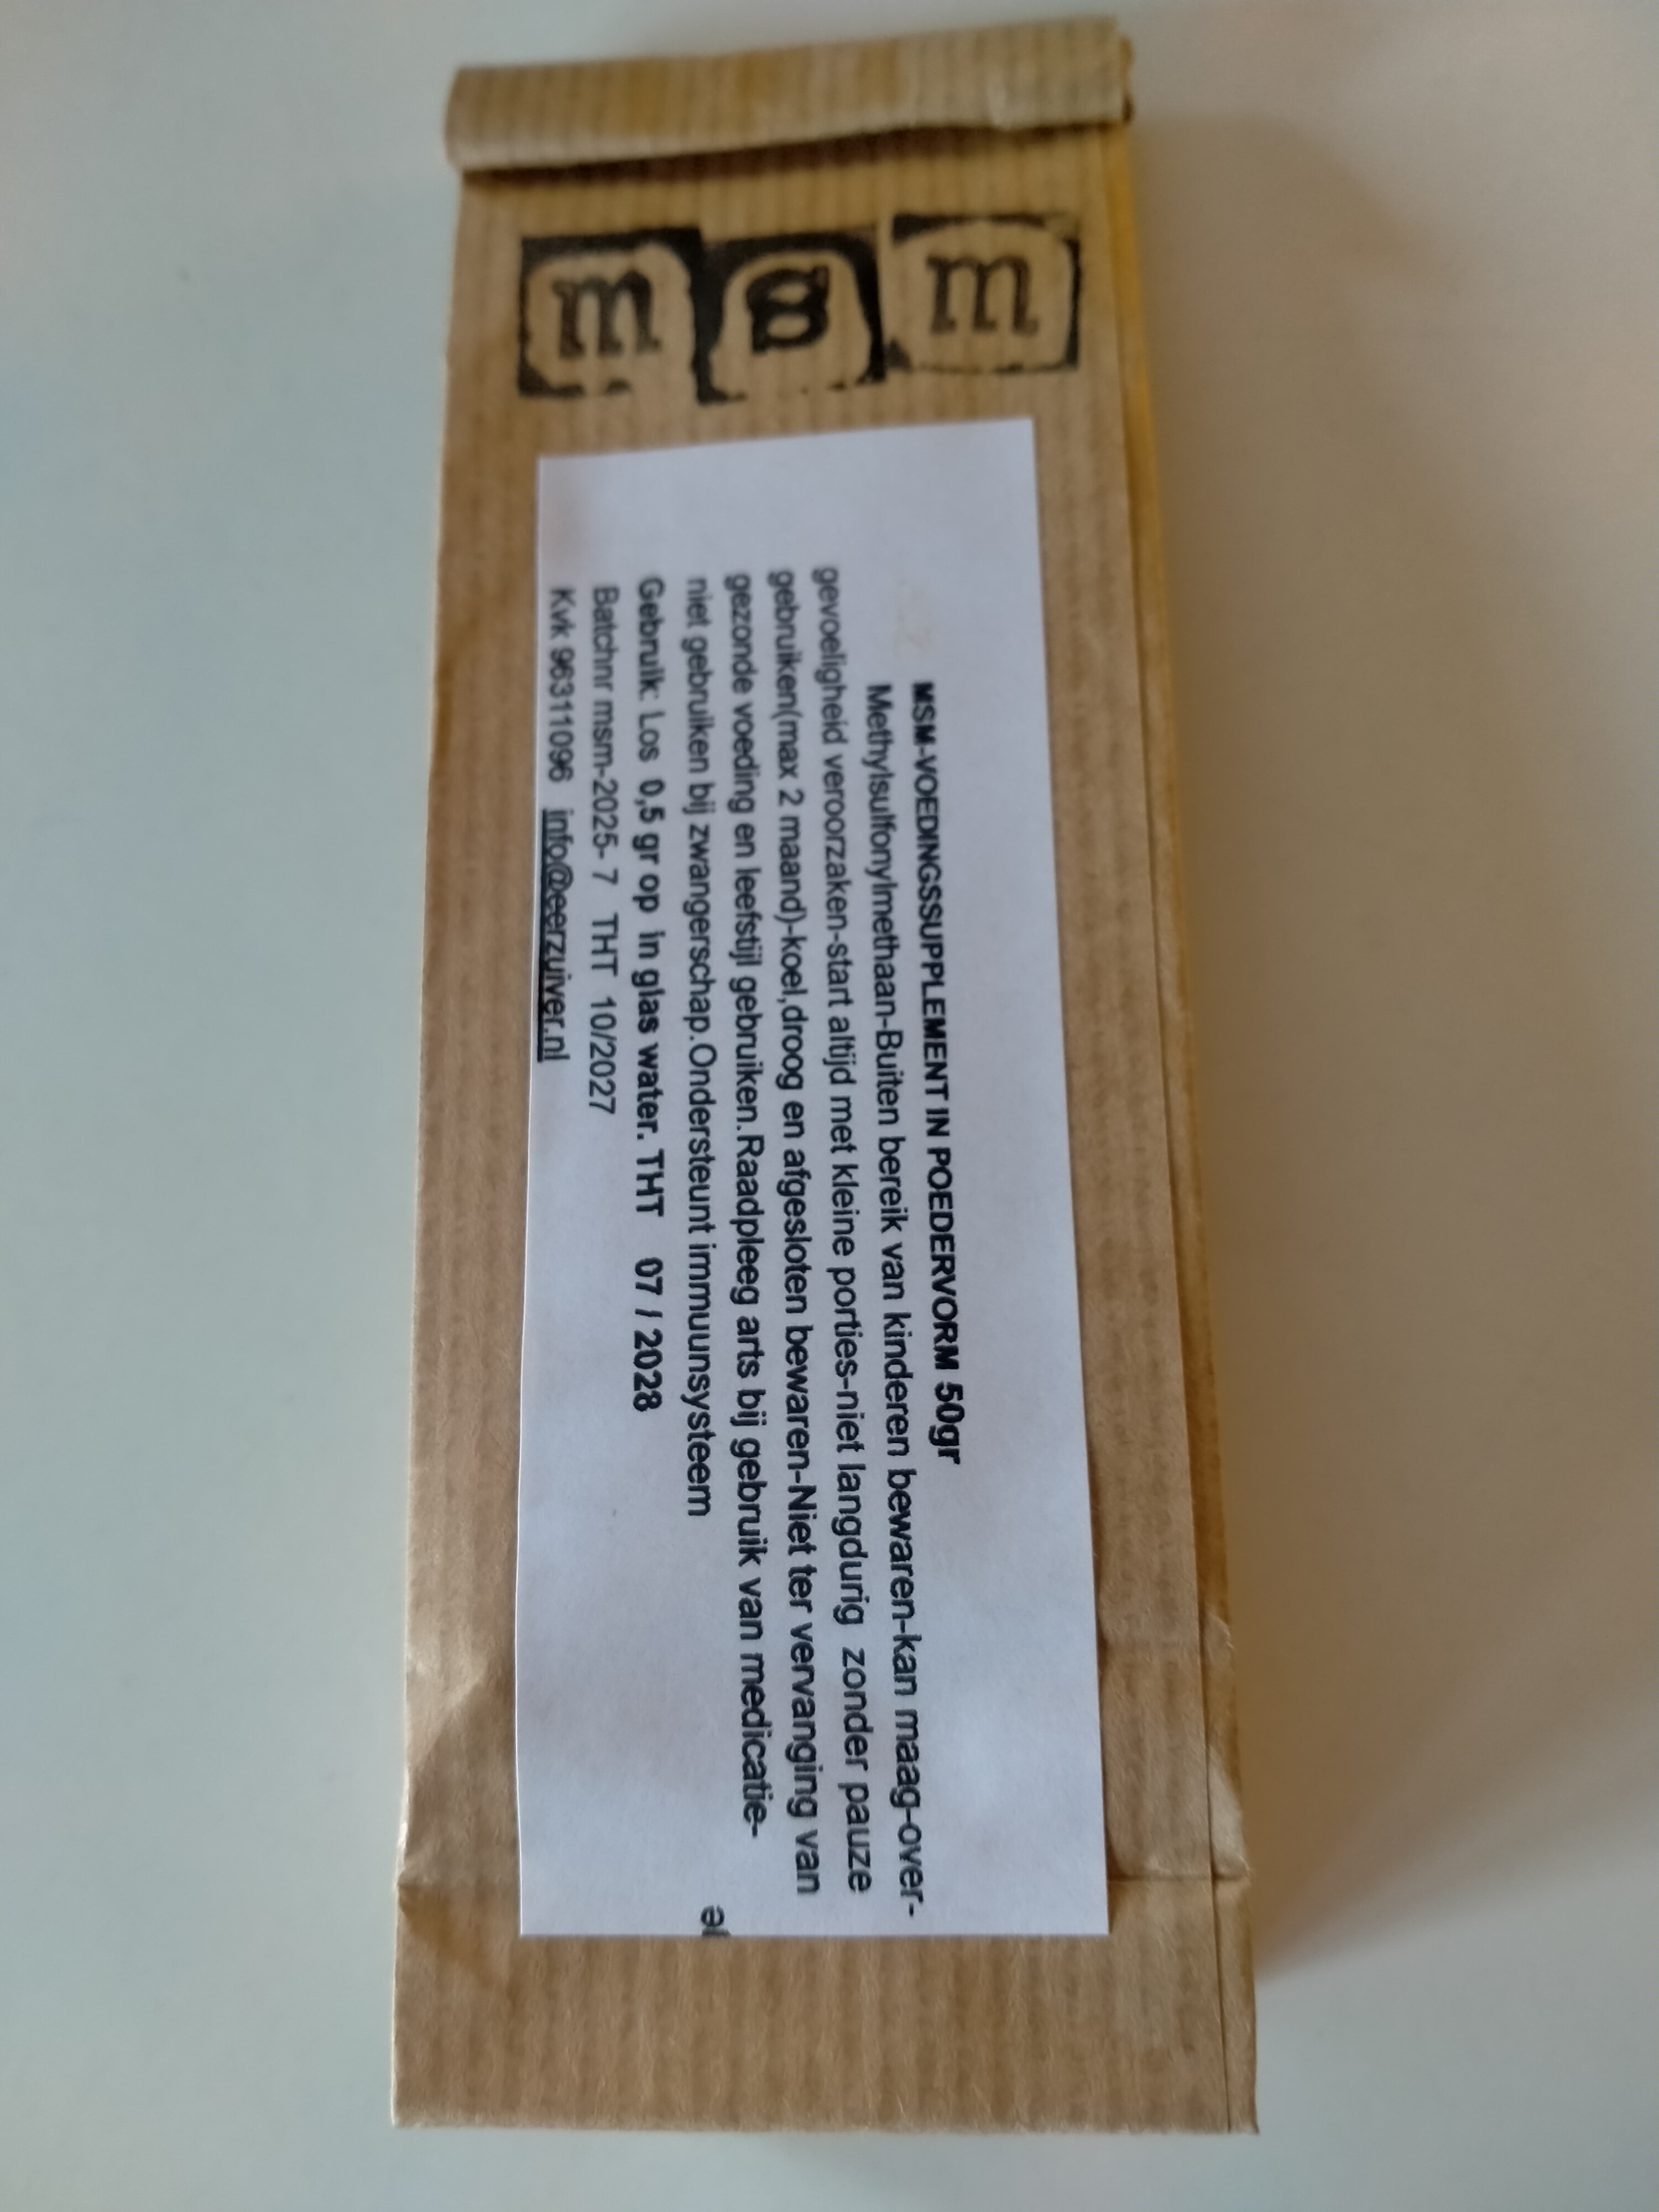 msm
MSM-VOEDINGSSUPPLEMENT IN POEDERVORM 50gr
Methylsulfonylmethaan-Buiten bereik van kinderen bewaren-kan maag-over-
gevoeligheid veroorzaken-start altijd met kleine porties-niet langdurig zonder pauze
gebruiken(max 2 maand)-koel,droog en afgesloten bewaren-Niet ter vervanging van
gezonde voeding en leefstijl gebruiken.Raadpleeg arts bij gebruik van medicatie-
niet gebruiken bij zwangerschap.Ondersteunt immuunsysteem
Gebruik: Los 0,5 gr op in glas water. THT 07 / 2028
Batchnr msm-2025- 7 THT 10/2027
Kvk 96311096 info@eerzuiver.nl